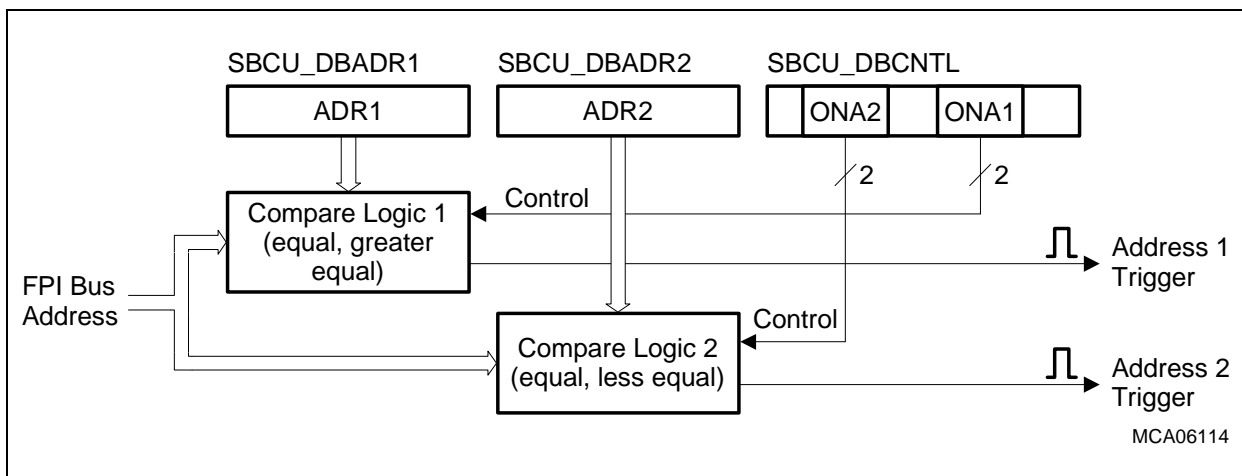 SBCU_DBADR1
SBCU_DBADR2
SBCU_DBCNTL
ADR1
ADR2
ONA2
ONA1
2
2
Control
Compare Logic 1
(equal, greater
equal)
Address 1
Trigger
FPI Bus
Address
Control
Compare Logic 2
(equal, less equal)
Address 2
Trigger
MCA06114